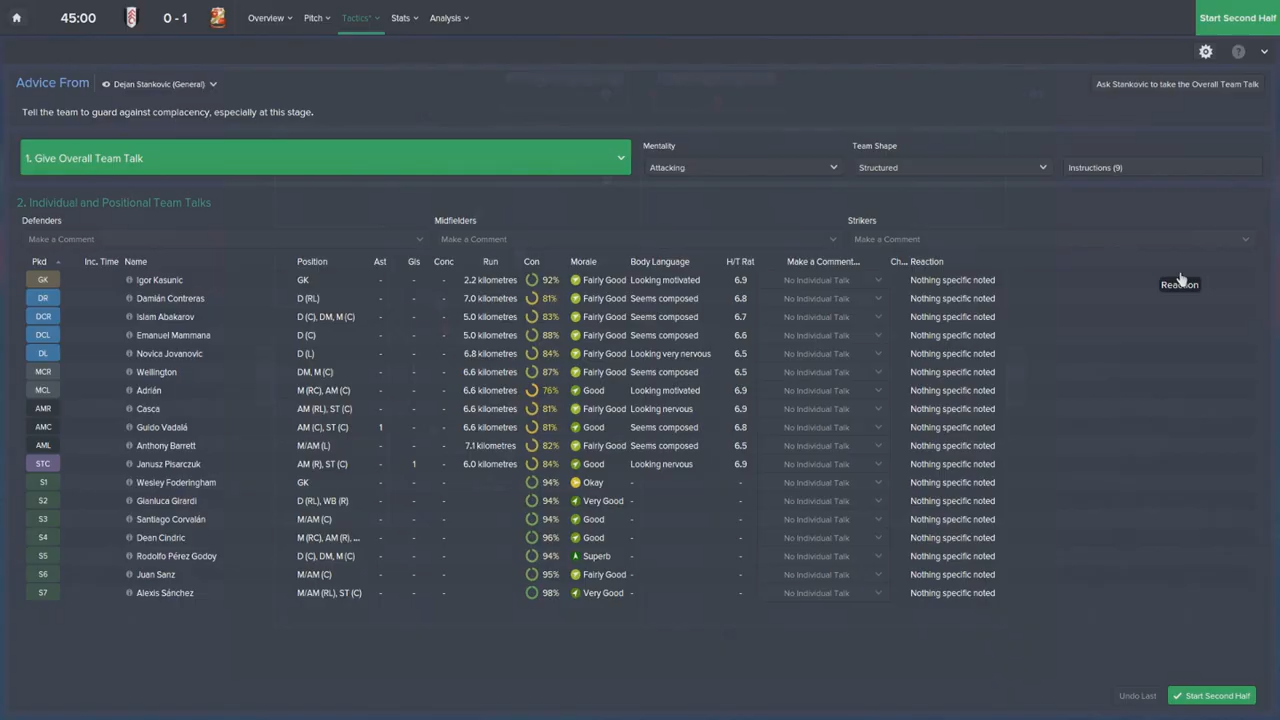 45:00 0 - 1 Overview Pitch Tactics* Stats Analysis Start Second Half
Advice From Dejan Stankovic (General) Ask Stankovic to take the Overall Team Talk
Tell the team to guard against complacency, especially at this stage.
1. Give Overall Team Talk
Mentality Team Shape
Attacking Structured Instructions (9)
2. Individual and Positional Team Talks
Defenders Midfielders Strikers
Make a Comment Make a Comment Make a Comment
Pkd Inc. Time Name Position Ast Gls Conc Run Con Morale Body Language H/T Rat Make a Comment... Ch... Reaction
GK Igor Kasunic GK - - - 2.2 kilometres 92% Fairly Good Looking motivated 6.9 No Individual Talk Nothing specific noted
DR Damián Contreras D (RL) - - - 7.0 kilometres 81% Fairly Good Seems composed 6.8 No Individual Talk Nothing specific noted
DCR Islam Abakarov D (C), DM, M (C) - - - 5.0 kilometres 83% Fairly Good Seems composed 6.7 No Individual Talk Nothing specific noted
DCL Emanuel Mammana D (C) - - - 5.0 kilometres 88% Fairly Good Seems composed 6.6 No Individual Talk Nothing specific noted
DL Novica Jovanovic D (L) - - - 6.8 kilometres 84% Fairly Good Looking very nervous 6.5 No Individual Talk Nothing specific noted
MCR Wellington DM, M (C) - - - 6.6 kilometres 87% Fairly Good Seems composed 6.5 No Individual Talk Nothing specific noted
MCL Adrián M (RC), AM (C) - - - 6.6 kilometres 76% Good Looking motivated 6.9 No Individual Talk Nothing specific noted
AMR Casca AM (RL), ST (C) - - - 6.6 kilometres 81% Fairly Good Looking nervous 6.9 No Individual Talk Nothing specific noted
AMC Guido Vadalá AM (C), ST (C) 1 - - 6.6 kilometres 81% Good Seems composed 6.8 No Individual Talk Nothing specific noted
AML Anthony Barrett M/AM (L) - - - 7.1 kilometres 82% Fairly Good Seems composed 6.5 No Individual Talk Nothing specific noted
STC Janusz Pisarczuk AM (R), ST (C) - 1 - 6.0 kilometres 84% Good Looking nervous 6.9 No Individual Talk Nothing specific noted
S1 Wesley Foderingham GK - - - 94% Okay - - No Individual Talk Nothing specific noted
S2 Gianluca Girardi D (RL), WB (R) - - - 94% Very Good - - No Individual Talk Nothing specific noted
S3 Santiago Corvalán M/AM (C) - - - 94% Good - - No Individual Talk Nothing specific noted
S4 Dean Cindric M (RC), AM (R), ... - - - 96% Good - - No Individual Talk Nothing specific noted
S5 Rodolfo Pérez Godoy D (C), DM, M (C) - - - 94% Superb - - No Individual Talk Nothing specific noted
S6 Juan Sanz M/AM (C) - - - 95% Fairly Good - - No Individual Talk Nothing specific noted
S7 Alexis Sánchez M/AM (RL), ST (C) - - - 98% Very Good - - No Individual Talk Nothing specific noted
Undo Last Start Second Half